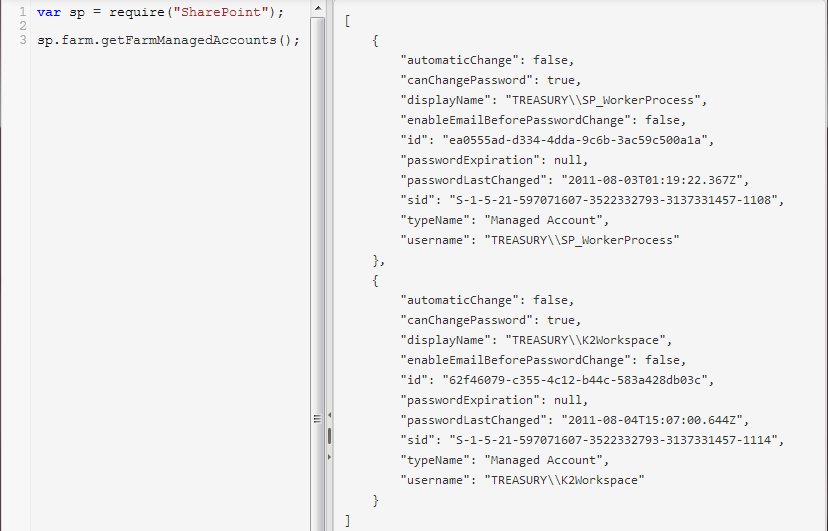 1 var sp = require("SharePoint");
2
3 sp.farm.getFarmManagedAccounts();
[
{
"automaticChange": false,
"canChangePassword": true,
"displayName": "TREASURY\\SP_WorkerProcess",
"enableEmailBeforePasswordChange": false,
"id": "ea0555ad-d334-4dda-9c6b-3ac59c500a1a",
"passwordExpiration": null,
"passwordLastChanged": "2011-08-03T01:19:22.367Z",
"sid": "S-1-5-21-597071607-3522332793-3137331457-1108",
"typeName": "Managed Account",
"username": "TREASURY\\SP_WorkerProcess"
},
{
"automaticChange": false,
"canChangePassword": true,
"displayName": "TREASURY\\K2Workspace",
"enableEmailBeforePasswordChange": false,
"id": "62f46079-c355-4c12-b44c-583a428db03c",
"passwordExpiration": null,
"passwordLastChanged": "2011-08-04T15:07:00.644Z",
"sid": "S-1-5-21-597071607-3522332793-3137331457-1114",
"typeName": "Managed Account",
"username": "TREASURY\\K2Workspace"
}
]